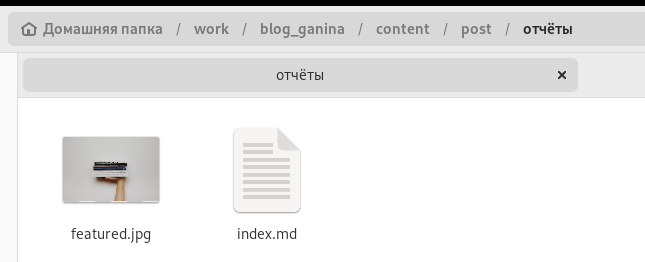 Домашняя папка / work / blog_ganina / content / post / отчёты
отчёты
featured.jpg
index.md